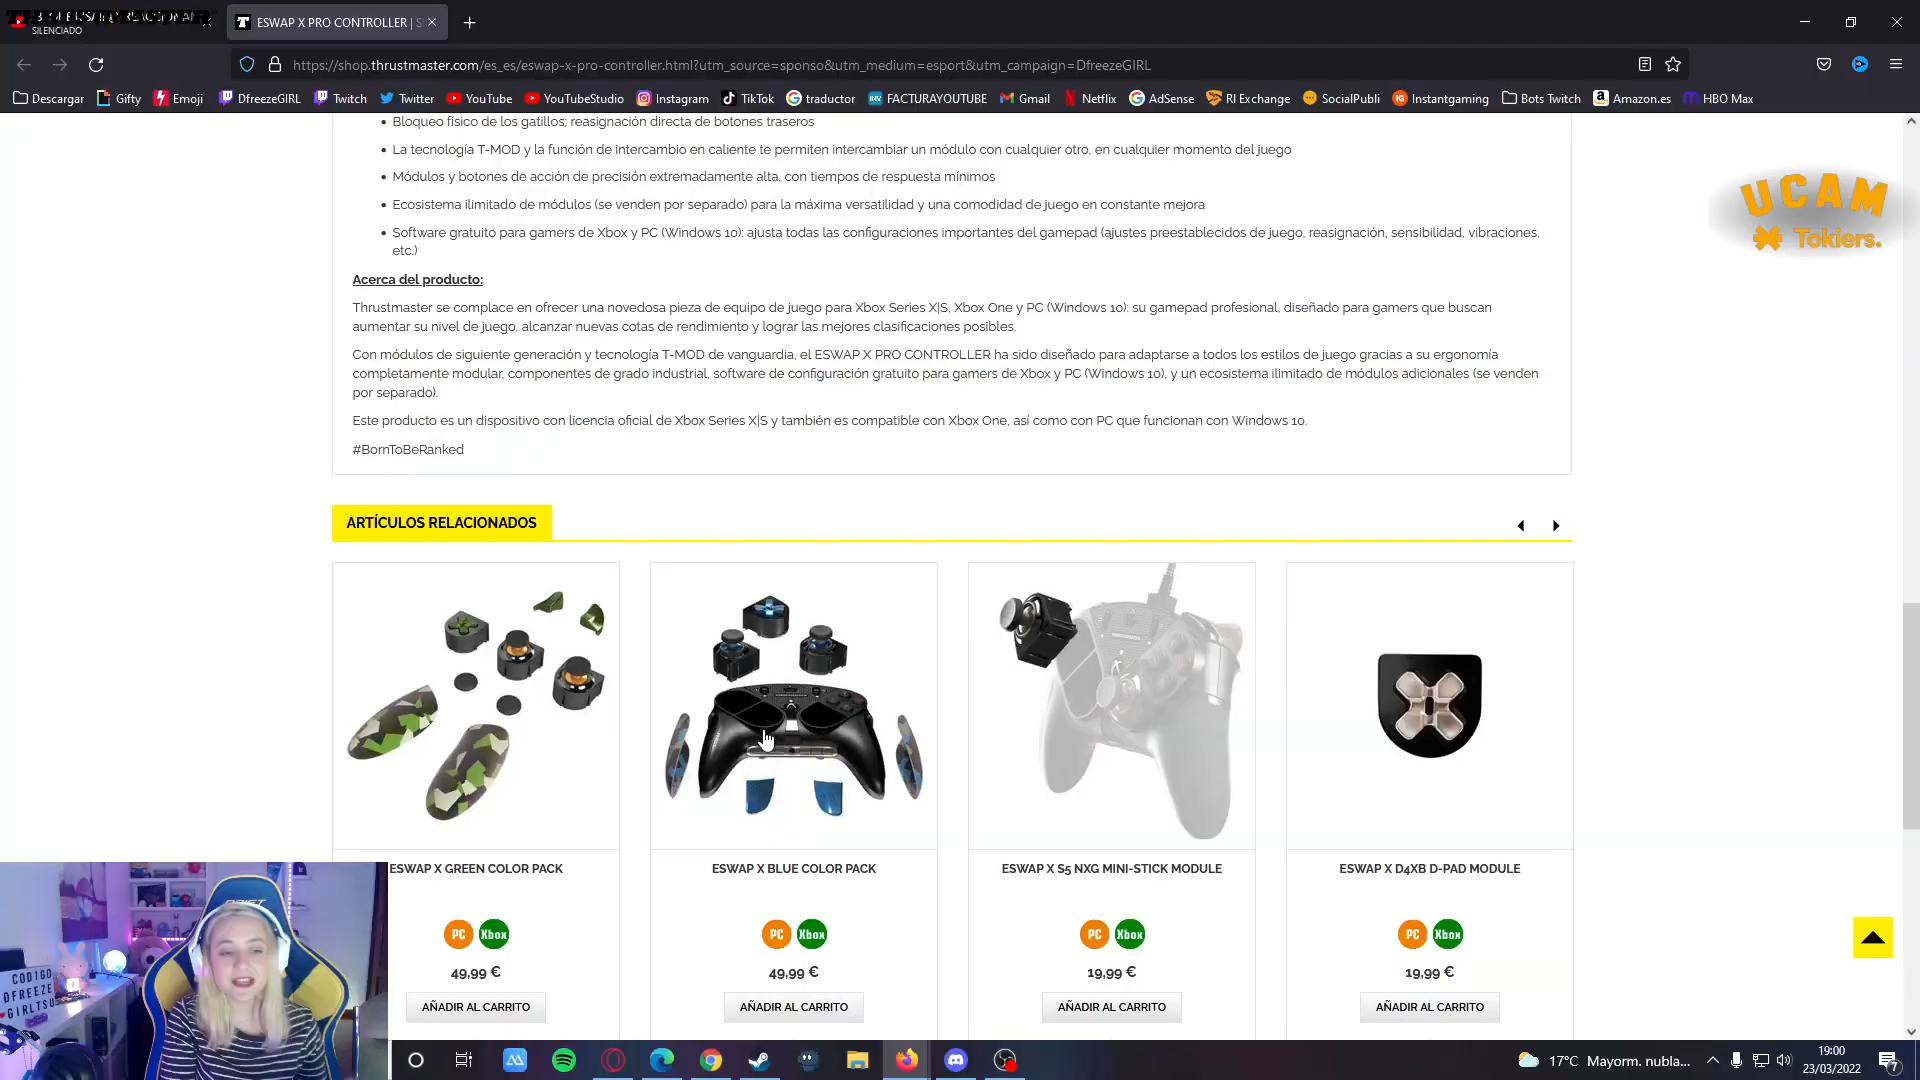 SILENCIADO
ESWAP X PRO CONTROLLER | S
https://shop.thrustmaster.com/es_es/eswap-x-pro-controller.html?utm_source=sponso&utm_medium=esport&utm_campaign=DfreezeGIRL
Descargar Gifty Emoji DfreezeGIRL Twitch Twitter YouTube YouTubeStudio Instagram TikTok traductor FACTURAYOUTUBE Gmail Netflix AdSense RI Exchange SocialPubli Instantgaming Bots Twitch Amazon.es HBO Max
Bloqueo físico de los gatillos; reasignación directa de botones traseros
La tecnología T-MOD y la función de intercambio en caliente te permiten intercambiar un módulo con cualquier otro, en cualquier momento del juego
Módulos y botones de acción de precisión extremadamente alta, con tiempos de respuesta mínimos
Ecosistema ilimitado de módulos (se venden por separado) para la máxima versatilidad y una comodidad de juego en constante mejora
Software gratuito para gamers de Xbox y PC (Windows 10): ajusta todas las configuraciones importantes del gamepad (ajustes preestablecidos de juego, reasignación, sensibilidad, vibraciones,
etc.)
UCAM
Tokiers.
Acerca del producto:
Thrustmaster se complace en ofrecer una novedosa pieza de equipo de juego para Xbox Series X|S, Xbox One y PC (Windows 10): su gamepad profesional, diseñado para gamers que buscan
aumentar su nivel de juego, alcanzar nuevas cotas de rendimiento y lograr las mejores clasificaciones posibles.
Con módulos de siguiente generación y tecnología T-MOD de vanguardia, el ESWAP X PRO CONTROLLER ha sido diseñado para adaptarse a todos los estilos de juego gracias a su ergonomía
completamente modular, componentes de grado industrial, software de configuración gratuito para gamers de Xbox y PC (Windows 10), y un ecosistema ilimitado de módulos adicionales (se venden
por separado).
Este producto es un dispositivo con licencia oficial de Xbox Series X|S y también es compatible con Xbox One, así como con PC que funcionan con Windows 10.
#BornToBeRanked
ARTÍCULOS RELACIONADOS
ESWAP X GREEN COLOR PACK
PC Xbox
49,99 €
AÑADIR AL CARRITO
ESWAP X BLUE COLOR PACK
PC Xbox
49,99 €
AÑADIR AL CARRITO
ESWAP X S5 NXG MINI-STICK MODULE
PC Xbox
19,99 €
AÑADIR AL CARRITO
ESWAP X D4XB D-PAD MODULE
PC Xbox
19,99 €
AÑADIR AL CARRITO
CODIGO
DFREEZE
GIRLTSU
17°C Mayorm. nubla...
19:00
23/03/2022
7